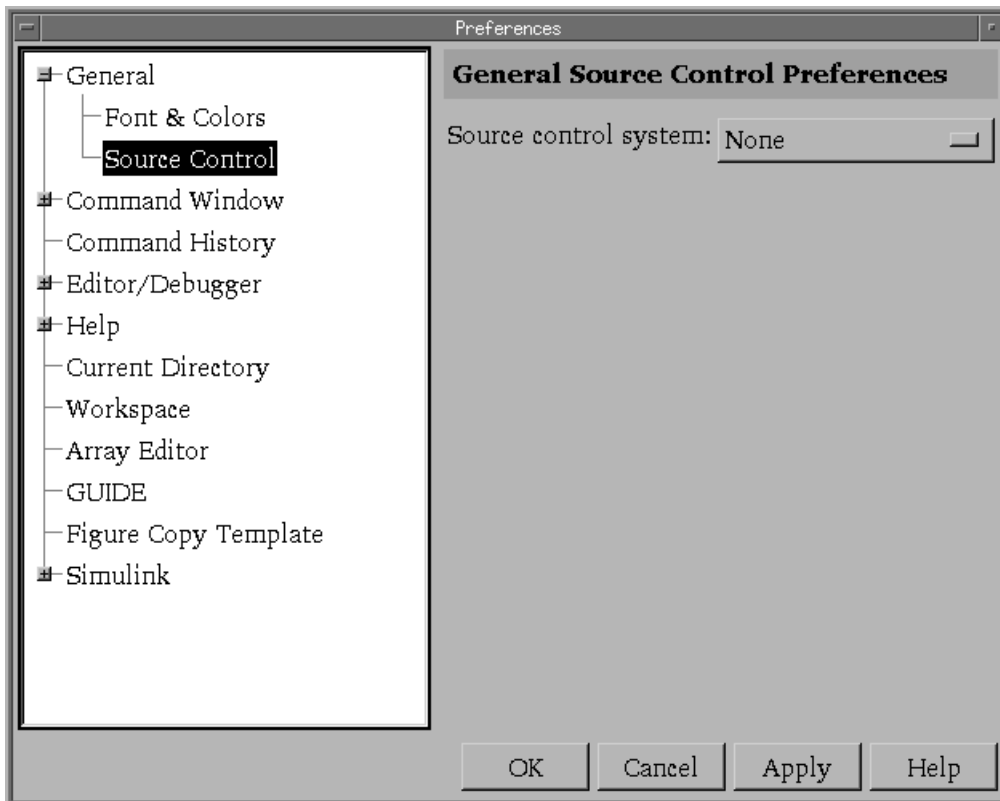 Preferences
General
Font & Colors
Source Control
Command Window
Command History
Editor/Debugger
Help
Current Directory
Workspace
Array Editor
GUIDE
Figure Copy Template
Simulink
General Source Control Preferences
Source control system: None
OK Cancel Apply Help